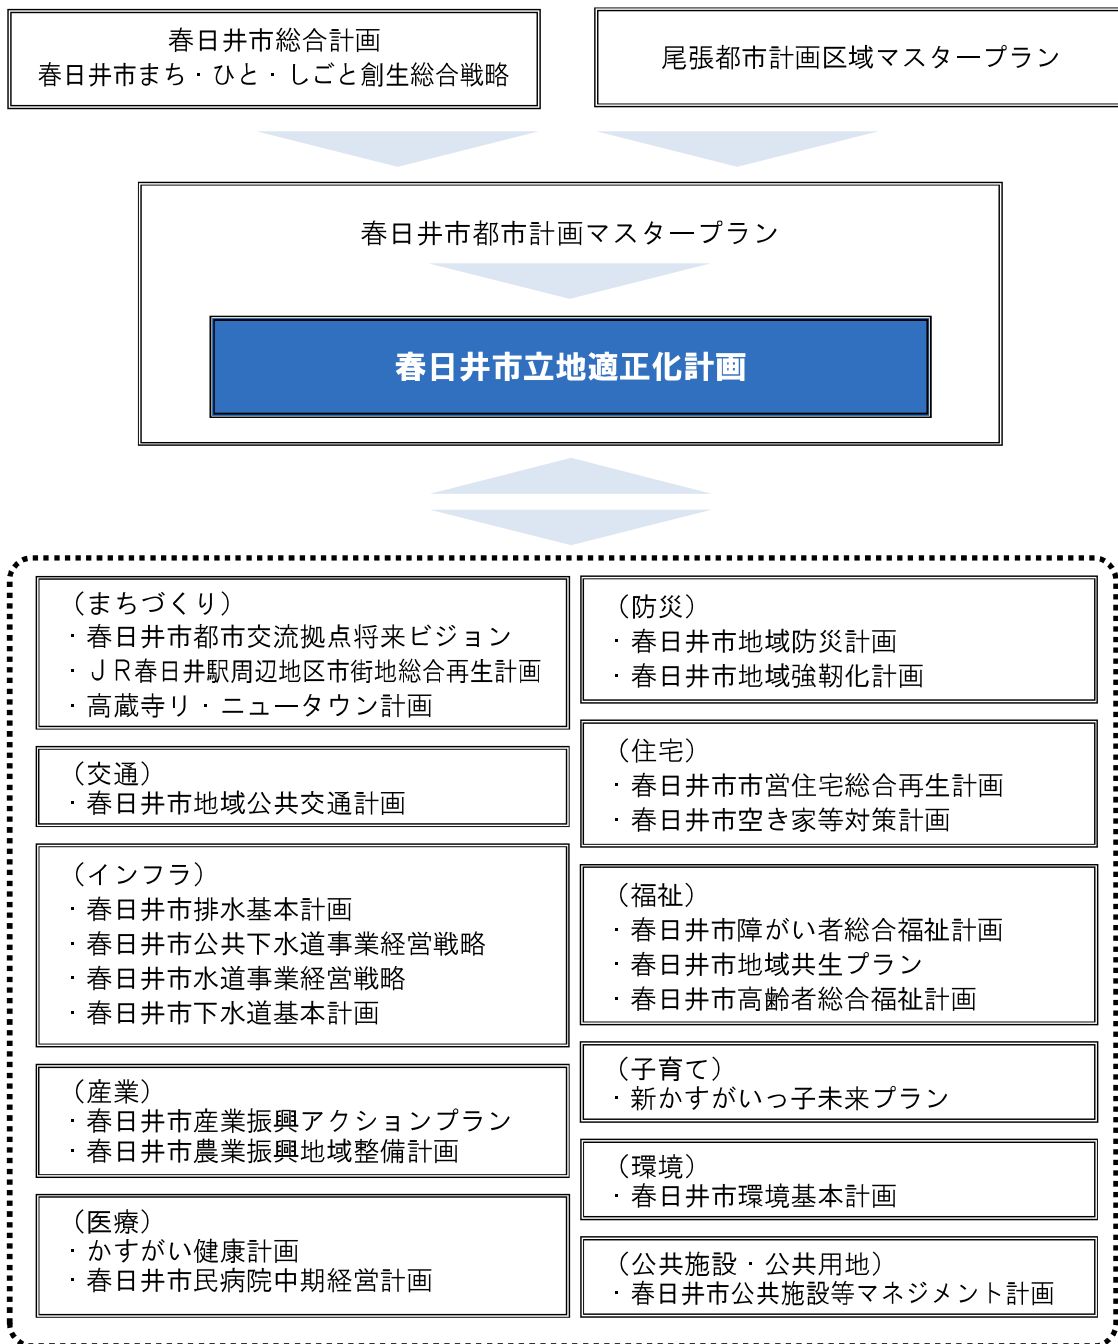 春日井市総合計画
春日井市まち・ひと・しごと創生総合戦略
尾張都市計画区域マスタープラン
春日井市都市計画マスタープラン
春日井市立地適正化計画
（まちづくり）
・春日井市都市交流拠点将来ビジョン
・ＪＲ春日井駅周辺地区市街地総合再生計画
・高蔵寺リ・ニュータウン計画
（交通）
・春日井市地域公共交通計画
（インフラ）
・春日井市排水基本計画
・春日井市公共下水道事業経営戦略
・春日井市水道事業経営戦略
・春日井市下水道基本計画
（産業）
・春日井市産業振興アクションプラン
・春日井市農業振興地域整備計画
（医療）
・かすがい健康計画
・春日井市民病院中期経営計画
（防災）
・春日井市地域防災計画
・春日井市地域強靭化計画
（住宅）
・春日井市市営住宅総合再生計画
・春日井市空き家等対策計画
（福祉）
・春日井市障がい者総合福祉計画
・春日井市地域共生プラン
・春日井市高齢者総合福祉計画
（子育て）
・新かすがいっ子未来プラン
（環境）
・春日井市環境基本計画
（公共施設・公共用地）
・春日井市公共施設等マネジメント計画